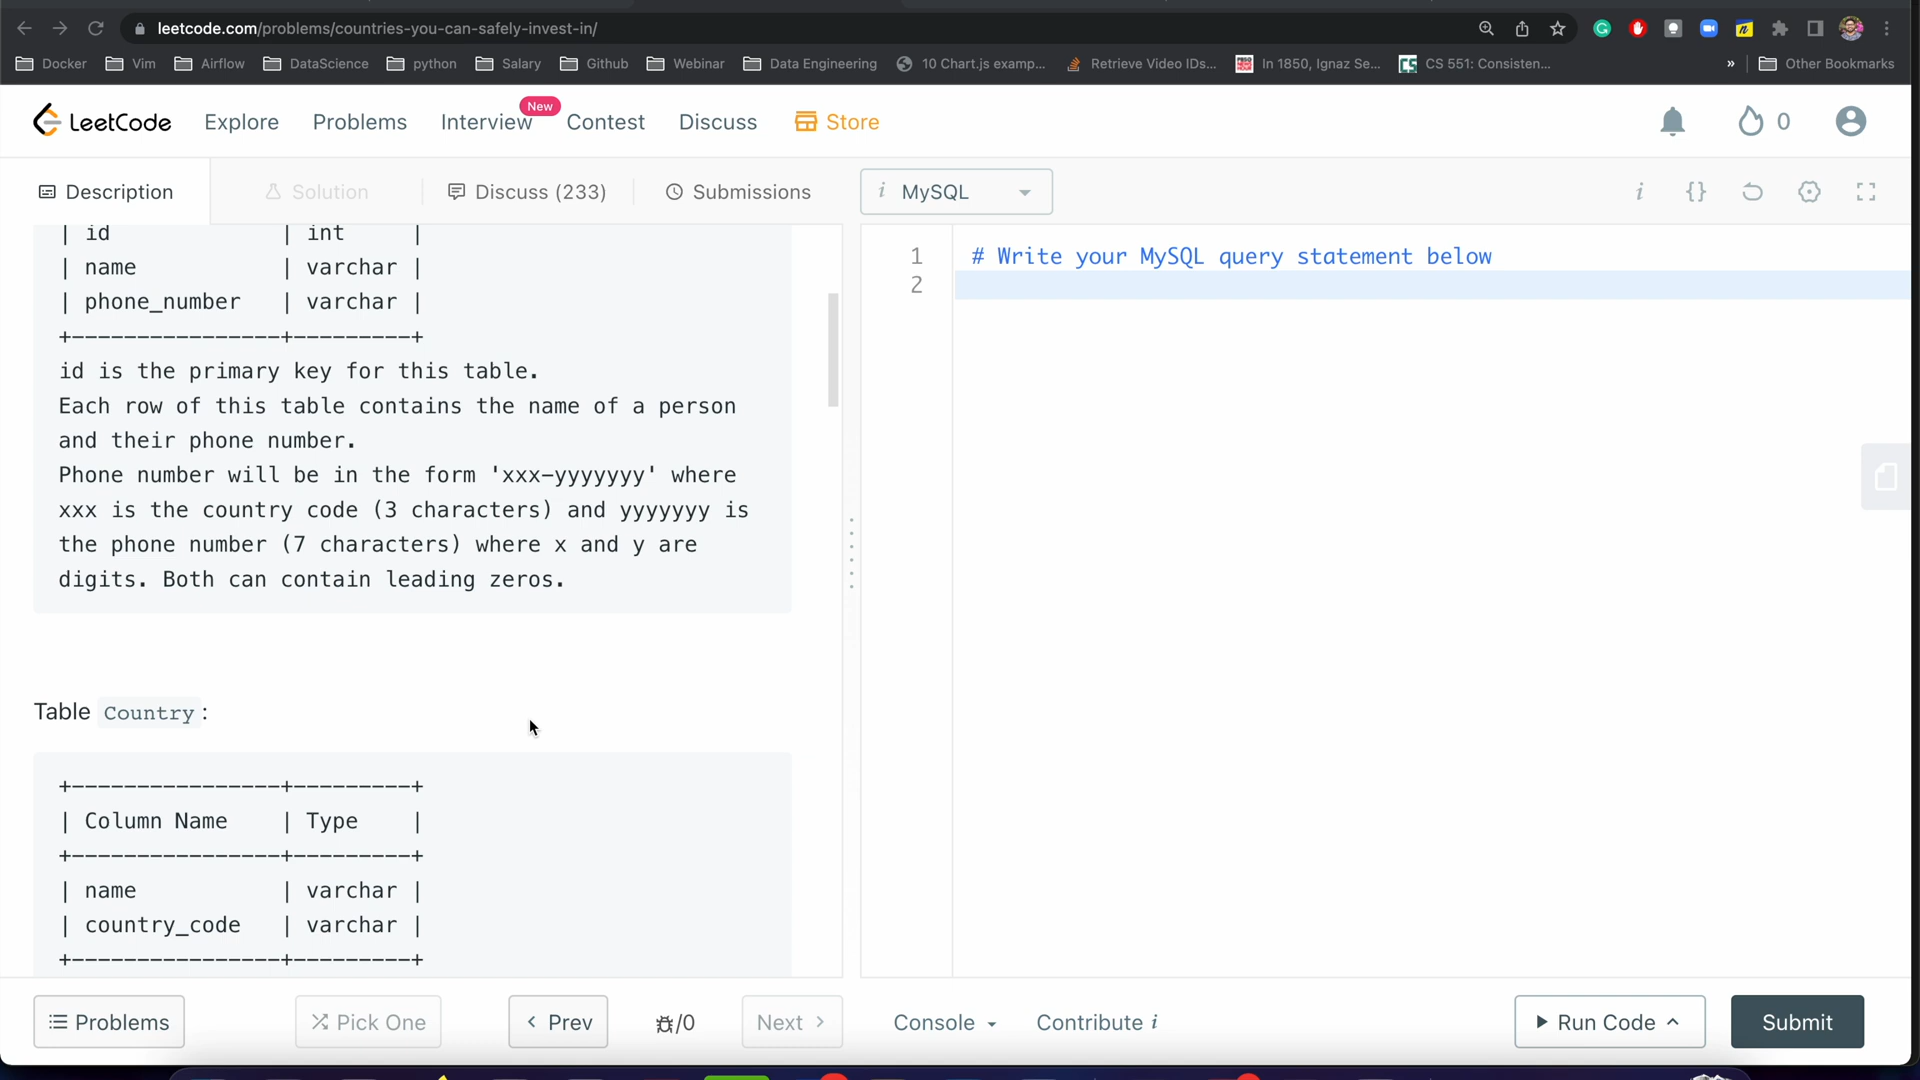 leetcode.com/problems/countries-you-can-safely-invest-in/
Docker Vim Airflow DataScience python Salary Github Webinar Data Engineering 10 Chart.js examp... Retrieve Video IDs... In 1850, Ignaz Se... CS 551: Consisten... » Other Bookmarks
LeetCode Explore Problems Interview New Contest Discuss Store 0
Description Solution Discuss (233) Submissions i MySQL i {}
| id | int |
| name | varchar |
| phone_number | varchar |
+----------------+---------+
id is the primary key for this table.
Each row of this table contains the name of a person
and their phone number.
Phone number will be in the form 'xxx-yyyyyyy' where
xxx is the country code (3 characters) and yyyyyyy is
the phone number (7 characters) where x and y are
digits. Both can contain leading zeros.
Table Country:
+----------------+---------+
| Column Name | Type |
+----------------+---------+
| name | varchar |
| country_code | varchar |
+----------------+---------+
1 # Write your MySQL query statement below
2
Problems Pick One < Prev /0 Next > Console Contribute i Run Code Submit